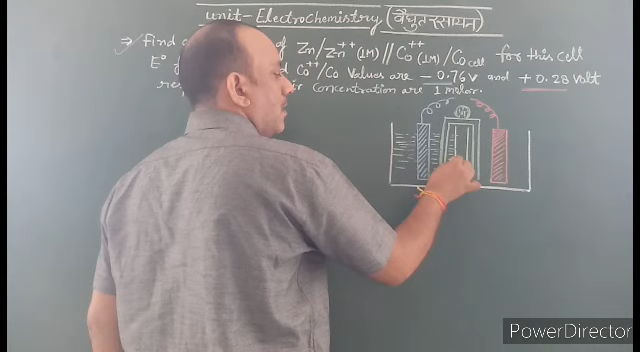 unit-Electrochemistry (वैधुत रसायन)
→ Find of Zn/Zn++(1M)//Co++(1M)/Co cell for this cell
E° Co++/Co values are -0.76V and +0.28 Volt
concentration are 1 molar.
PowerDirector